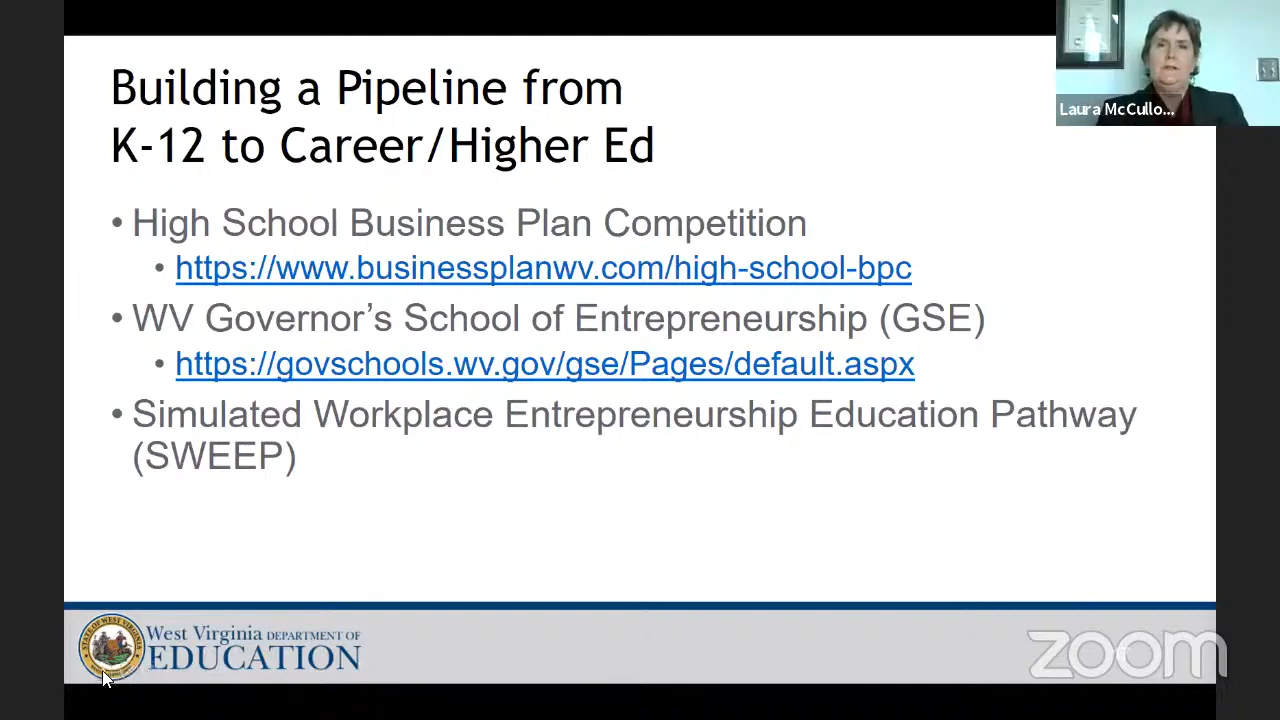 Building a Pipeline from
K-12 to Career/Higher Ed
Laura McCullo...
• High School Business Plan Competition
• https://www.businessplanwv.com/high-school-bpc
• WV Governor’s School of Entrepreneurship (GSE)
• https://govschools.wv.gov/gse/Pages/default.aspx
• Simulated Workplace Entrepreneurship Education Pathway
(SWEEP)
West Virginia DEPARTMENT OF
EDUCATION
zoom